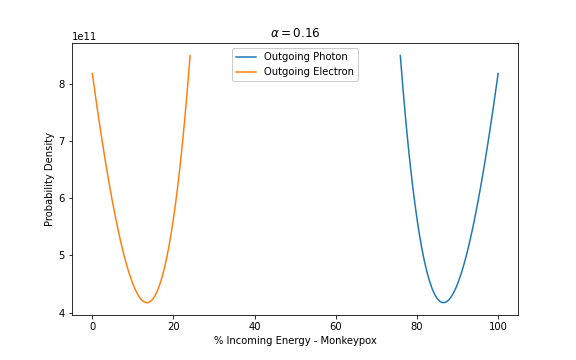 α = 0.16
1e11
Outgoing Photon
Outgoing Electron
8
7
6
5
4
Probability Density
0 20 40 60 80 100
% Incoming Energy - Monkeypox